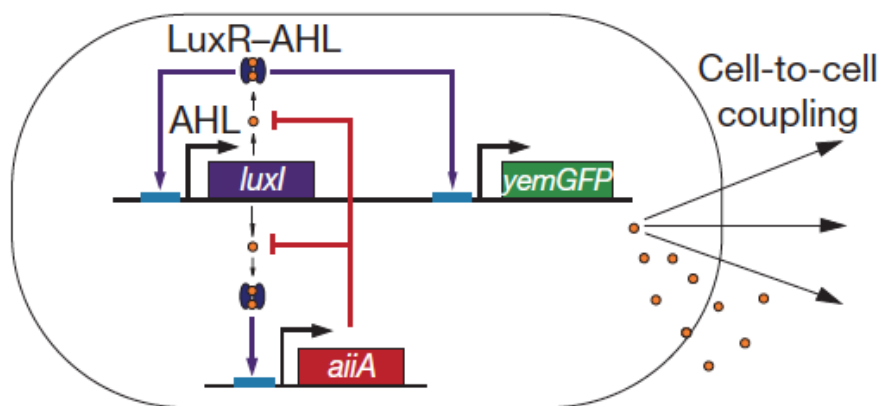 LuxR–AHL
Cell-to-cell
coupling
AHL
luxI
yemGFP
aiiA